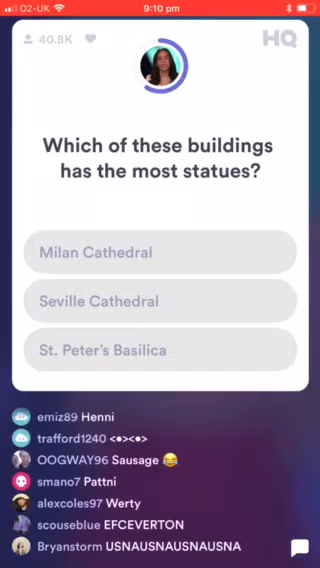 O2-UK 9:10 pm
40.8K HQ
Which of these buildings
has the most statues?
Milan Cathedral
Seville Cathedral
St. Peter's Basilica
emiz89 Henni
trafford1240 <•><•>
OOGWAY96 Sausage 😂
smano7 Pattni
alexcoles97 Werty
scouseblue EFCEVERTON
Bryanstorm USNAUSNAUSNAUSNA